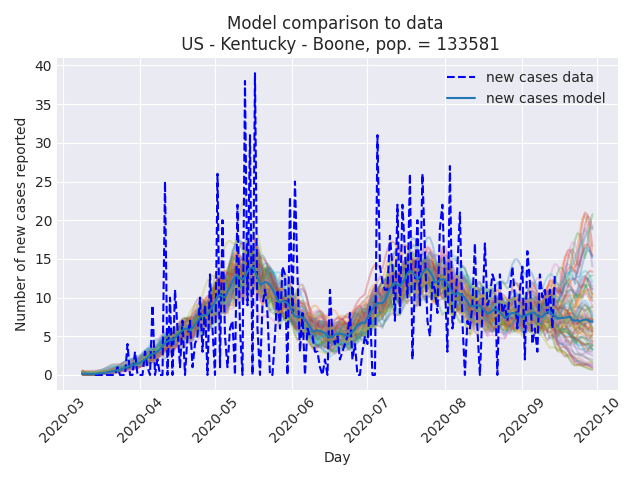 Model comparison to data
US - Kentucky - Boone, pop. = 133581
40
35
30
25
20
15
10
5
0
Number of new cases reported
new cases data
new cases model
2020-03
2020-04
2020-05
2020-06
2020-07
2020-08
2020-09
2020-10
Day